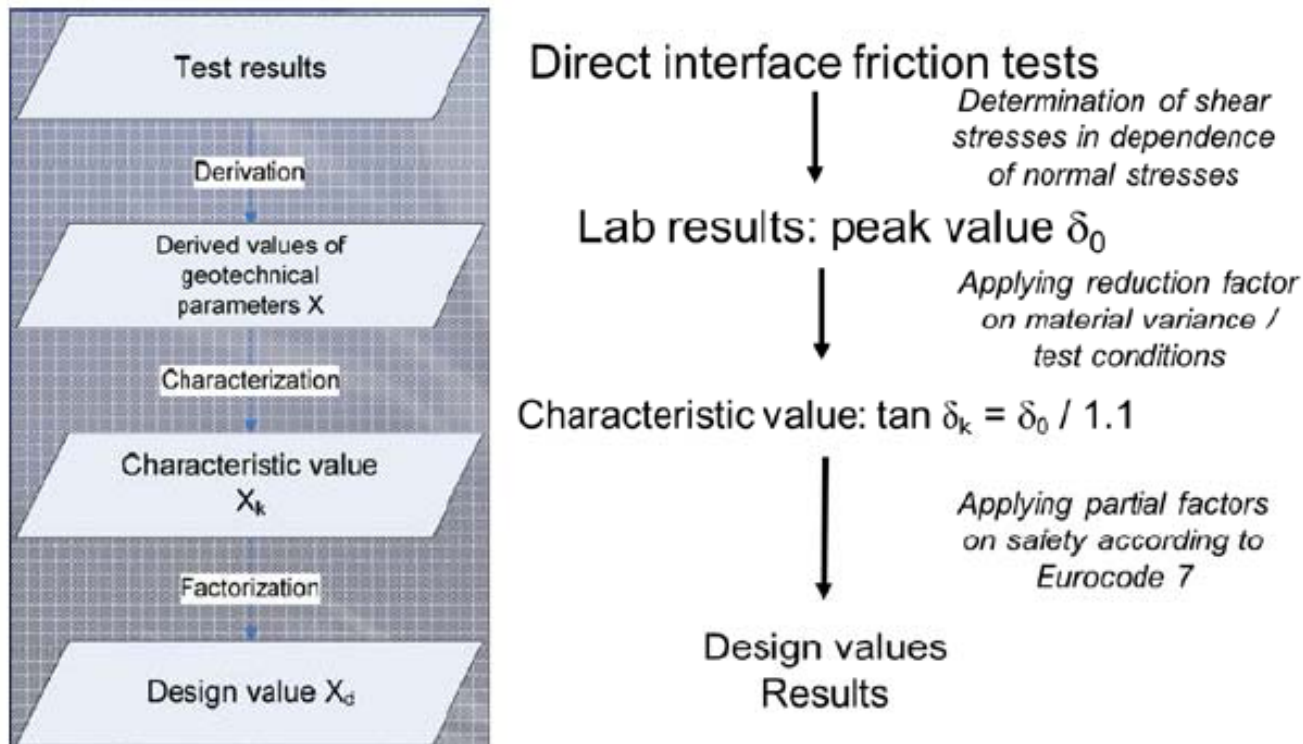 Test results
Derivation
Derived values of
geotechnical
parameters X
Characterization
Characteristic value
Xk
Factorization
Design value Xd
Direct interface friction tests
Determination of shear
stresses in dependence
of normal stresses
Lab results: peak value δ0
Applying reduction factor
on material variance /
test conditions
Characteristic value: tan δk = δ0 / 1.1
Applying partial factors
on safety according to
Eurocode 7
Design values
Results